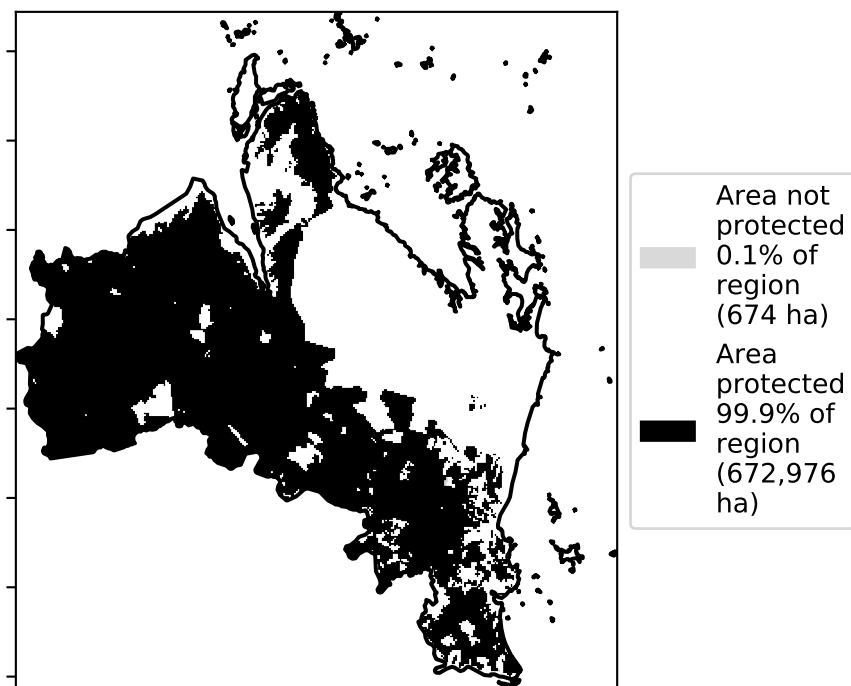 Area not
protected
0.1% of
region
(674 ha)
Area
protected
99.9% of
region
(672,976
ha)